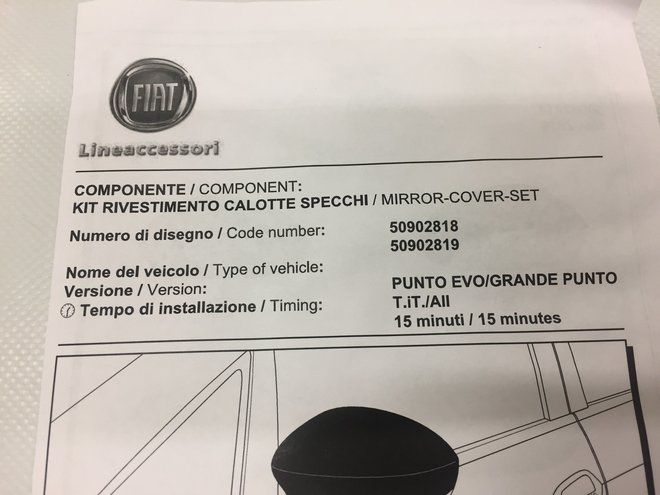 FIAT
Lineaccessori
COMPONENTE / COMPONENT:
KIT RIVESTIMENTO CALOTTE SPECCHI / MIRROR-COVER-SET
Numero di disegno / Code number: 50902818
50902819
Nome del veicolo / Type of vehicle: PUNTO EVO/GRANDE PUNTO
Versione / Version: T.iT./All
Tempo di installazione / Timing: 15 minuti / 15 minutes